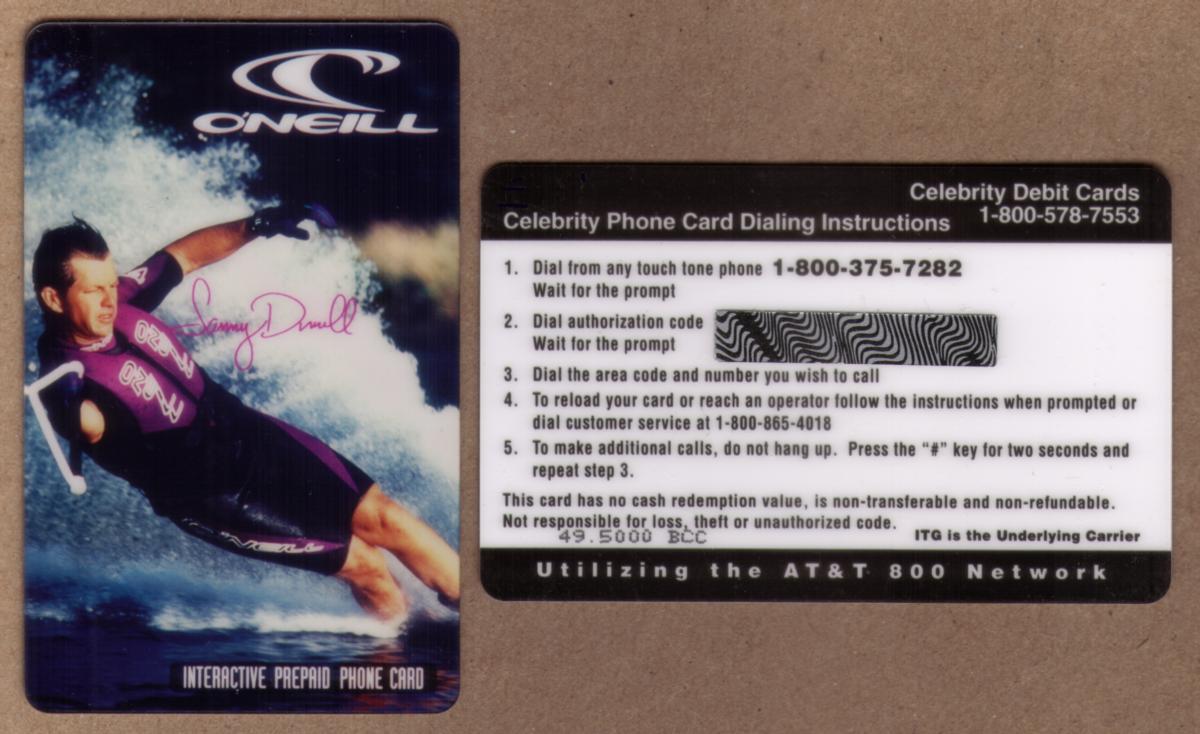 O'NEILL
Sammy Duvall
O'NEILL
INTERACTIVE PREPAID PHONE CARD
Celebrity Debit Cards
1-800-578-7553
Celebrity Phone Card Dialing Instructions
1. Dial from any touch tone phone 1-800-375-7282
Wait for the prompt
2. Dial authorization code
Wait for the prompt
3. Dial the area code and number you wish to call
4. To reload your card or reach an operator follow the instructions when prompted or
dial customer service at 1-800-865-4018
5. To make additional calls, do not hang up. Press the “#” key for two seconds and
repeat step 3.
This card has no cash redemption value, is non-transferable and non-refundable.
Not responsible for loss, theft or unauthorized code.
49.5000 BCC
ITG is the Underlying Carrier
Utilizing the AT&T 800 Network